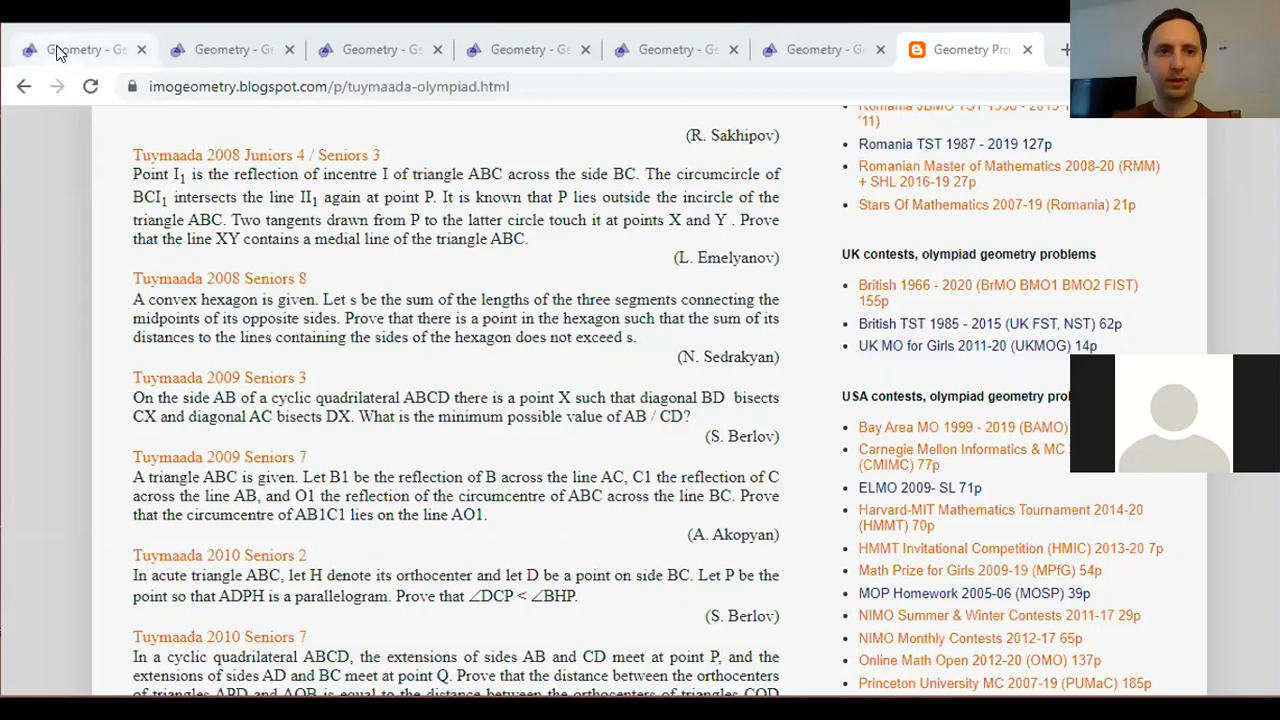 Geometry - Ge
Geometry - Ge
Geometry - Ge
Geometry - Ge
Geometry - Ge
Geometry - Ge
Geometry Pro
imogeometry.blogspot.com/p/tuymaada-olympiad.html
(R. Sakhipov)
Tuymaada 2008 Juniors 4 / Seniors 3
Point I1 is the reflection of incentre I of triangle ABC across the side BC. The circumcircle of
BCI1 intersects the line II1 again at point P. It is known that P lies outside the incircle of the
triangle ABC. Two tangents drawn from P to the latter circle touch it at points X and Y . Prove
that the line XY contains a medial line of the triangle ABC.
(L. Emelyanov)
Tuymaada 2008 Seniors 8
A convex hexagon is given. Let s be the sum of the lengths of the three segments connecting the
midpoints of its opposite sides. Prove that there is a point in the hexagon such that the sum of its
distances to the lines containing the sides of the hexagon does not exceed s.
(N. Sedrakyan)
Tuymaada 2009 Seniors 3
On the side AB of a cyclic quadrilateral ABCD there is a point X such that diagonal BD bisects
CX and diagonal AC bisects DX. What is the minimum possible value of AB / CD?
(S. Berlov)
Tuymaada 2009 Seniors 7
A triangle ABC is given. Let B1 be the reflection of B across the line AC, C1 the reflection of C
across the line AB, and O1 the reflection of the circumcentre of ABC across the line BC. Prove
that the circumcentre of AB1C1 lies on the line AO1.
(A. Akopyan)
Tuymaada 2010 Seniors 2
In acute triangle ABC, let H denote its orthocenter and let D be a point on side BC. Let P be the
point so that ADPH is a parallelogram. Prove that ∠DCP < ∠BHP.
(S. Berlov)
Tuymaada 2010 Seniors 7
In a cyclic quadrilateral ABCD, the extensions of sides AB and CD meet at point P, and the
extensions of sides AD and BC meet at point Q. Prove that the distance between the orthocenters
of triangles APD and AQB is equal to the distance between the orthocenters of triangles CQD
'11)
Romania TST 1987 - 2019 127p
Romanian Master of Mathematics 2008-20 (RMM)
+ SHL 2016-19 27p
Stars Of Mathematics 2007-19 (Romania) 21p
UK contests, olympiad geometry problems
British 1966 - 2020 (BrMO BMO1 BMO2 FIST)
155p
British TST 1985 - 2015 (UK FST, NST) 62p
UK MO for Girls 2011-20 (UKMOG) 14p
USA contests, olympiad geometry pro
Bay Area MO 1999 - 2019 (BAMO)
Carnegie Mellon Informatics & MC
(CMIMC) 77p
ELMO 2009- SL 71p
Harvard-MIT Mathematics Tournament 2014-20
(HMMT) 70p
HMMT Invitational Competition (HMIC) 2013-20 7p
Math Prize for Girls 2009-19 (MPfG) 54p
MOP Homework 2005-06 (MOSP) 39p
NIMO Summer & Winter Contests 2011-17 29p
NIMO Monthly Contests 2012-17 65p
Online Math Open 2012-20 (OMO) 137p
Princeton University MC 2007-19 (PUMaC) 185p